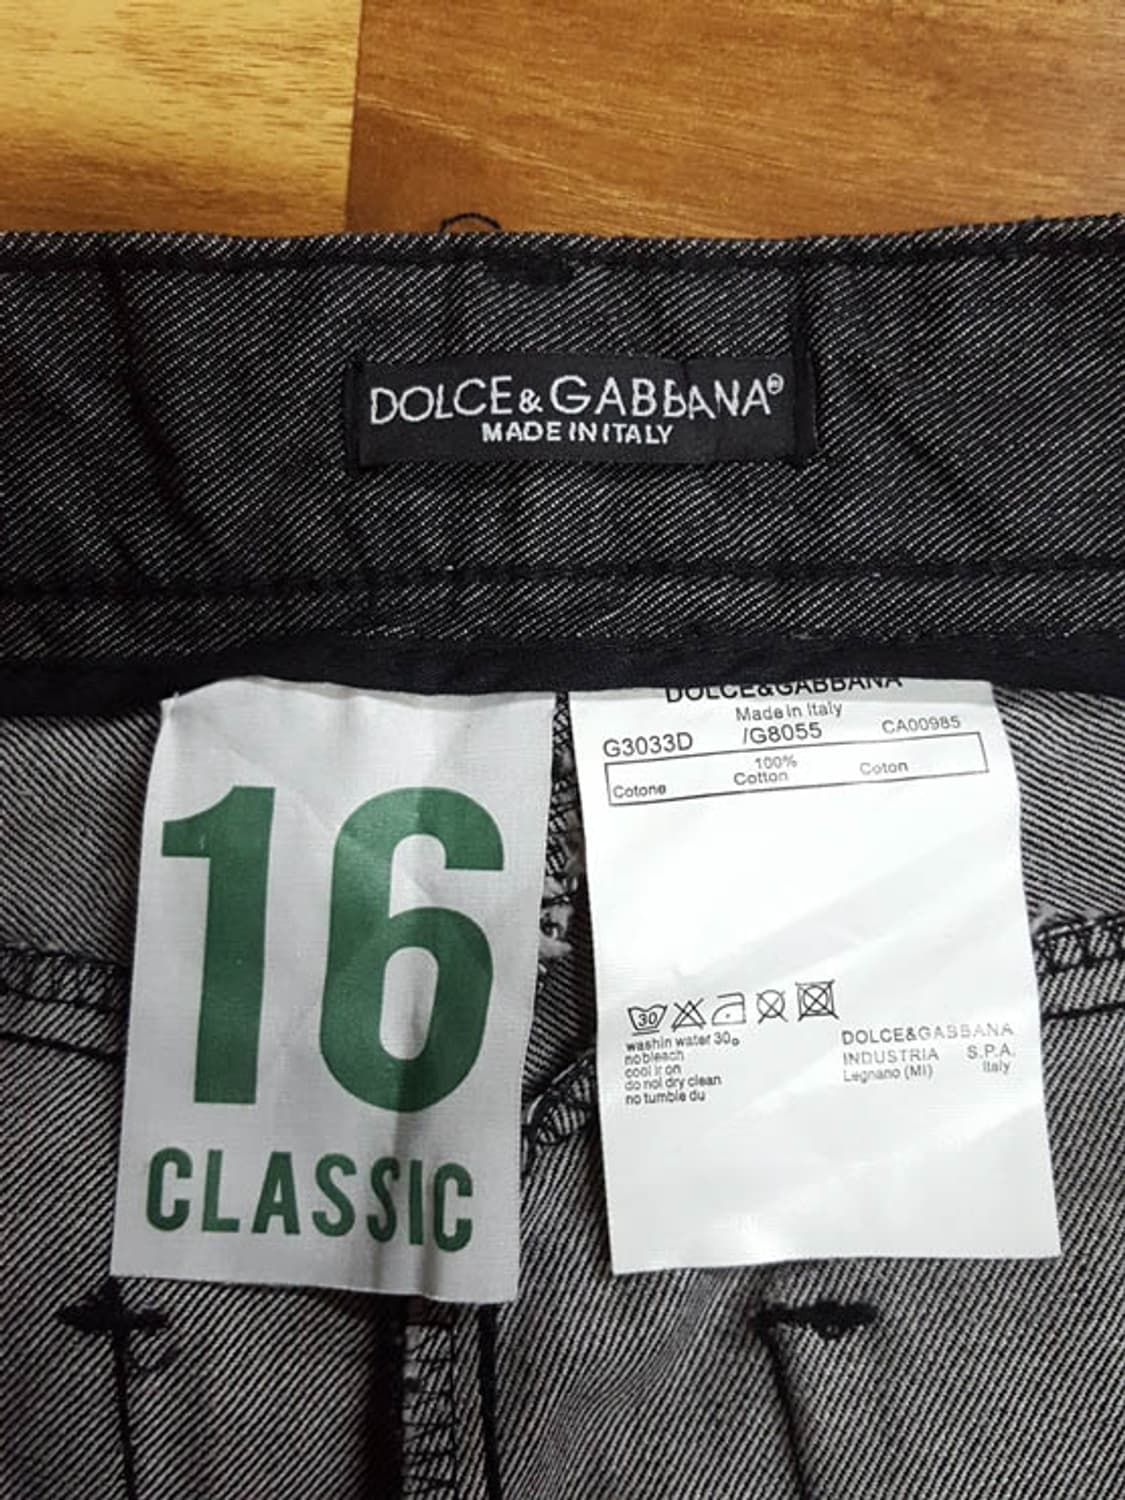 DOLCE&GABBANA®
MADE IN ITALY
16
CLASSIC
DOLCE&GABBANA
Made in Italy
G3033D /G8055 CA00985
100%
Cotone Cotton Coton
30
washin water 30°
no bleach
cool ir on
do not dry clean
no tumble du
DOLCE&GABBANA
INDUSTRIA S.P.A.
Legnano (MI) Italy